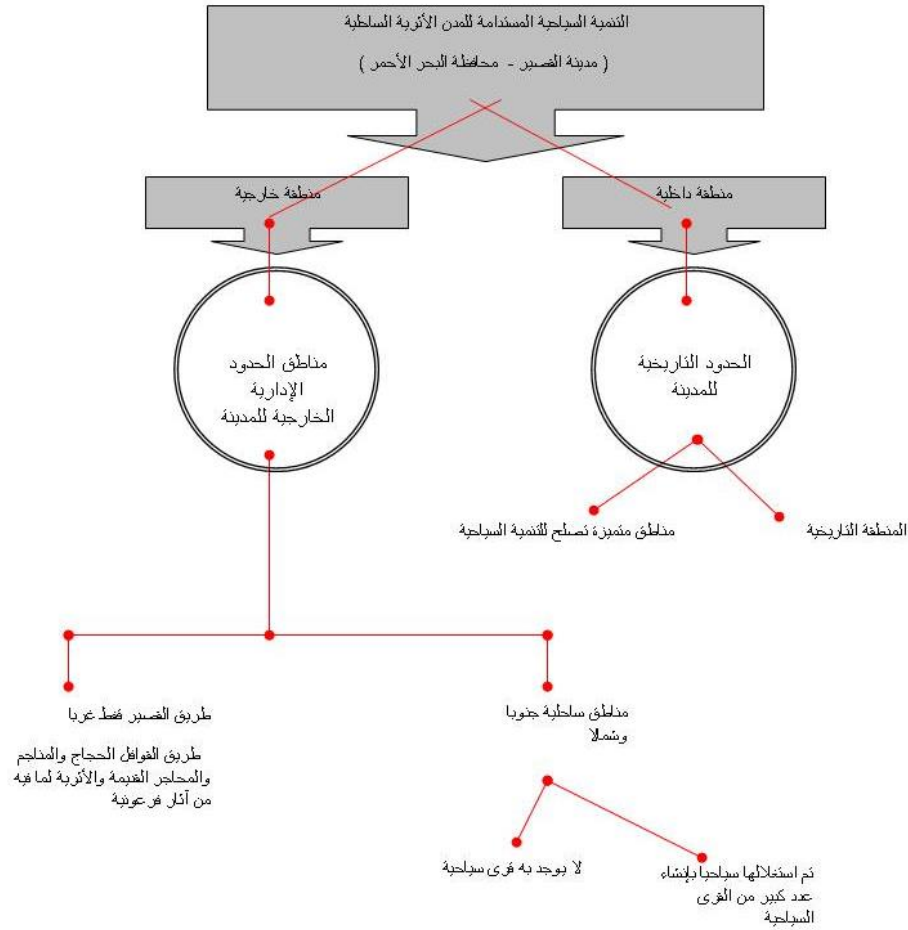 التنمية السياحية المستدامة للمدن الأثرية الساحلية
( مدينة القصير - محافظة البحر الأحمر )
منطقة داخلية
منطقة خارجية
الحدود التاريخية
للمدينة
مناطق الحدود
الإدارية
الخارجية للمدينة
المنطقة التاريخية
مناطق متميزة تصلح للتنمية السياحية
مناطق ساحلية جنوبا
وشمالا
طريق القصير قفط غربا
طريق القوافل الحجاج والمناجم
والمحاجر القديمة والأثرية لما فيه
من آثار فرعونية
تم استغلالها سياحيا بإنشاء
عدد كبير من القرى
السياحية
لا يوجد به قرى سياحية